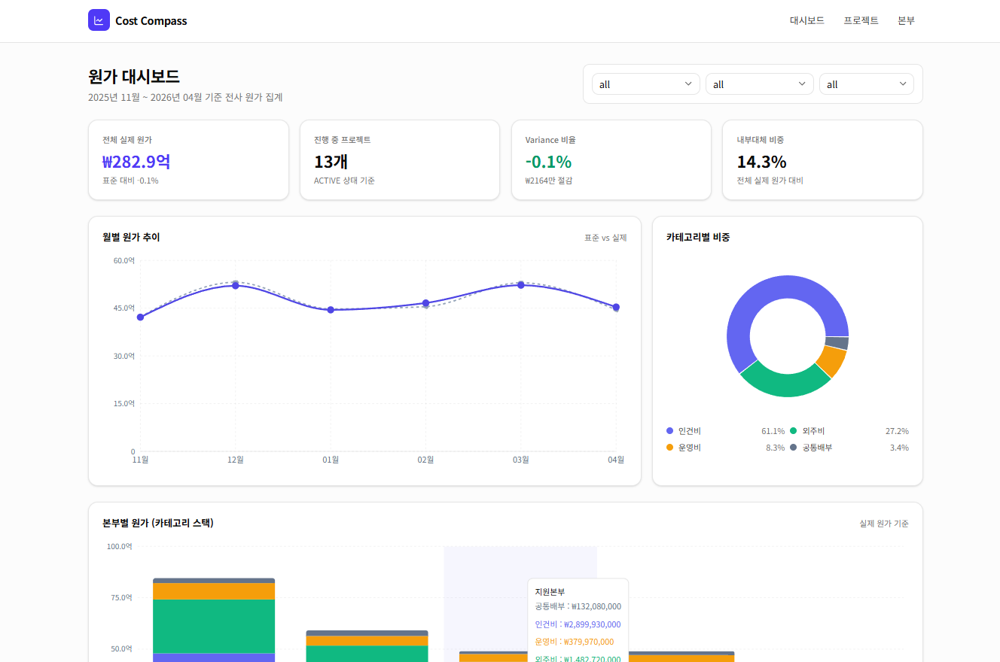 Cost Compass
대시보드 프로젝트 본부
원가 대시보드
2025년 11월 ~ 2026년 04월 기준 전사 원가 집계
all all all
전체 실제 원가
₩282.9억
표준 대비 -0.1%
진행 중 프로젝트
13개
ACTIVE 상태 기준
Variance 비율
-0.1%
₩2164만 절감
내부대체 비중
14.3%
전체 실제 원가 대비
월별 원가 추이
표준 vs 실제
60.0억
45.0억
30.0억
15.0억
0
11월 12월 01월 02월 03월 04월
카테고리별 비중
인건비 61.1%
외주비 27.2%
운영비 8.3%
공통배부 3.4%
본부별 원가 (카테고리 스택)
실제 원가 기준
100.0억
75.0억
50.0억
지원본부
공통배부 : ₩132,080,000
인건비 : ₩2,899,930,000
운영비 : ₩379,970,000
외주비 : ₩1,482,720,000